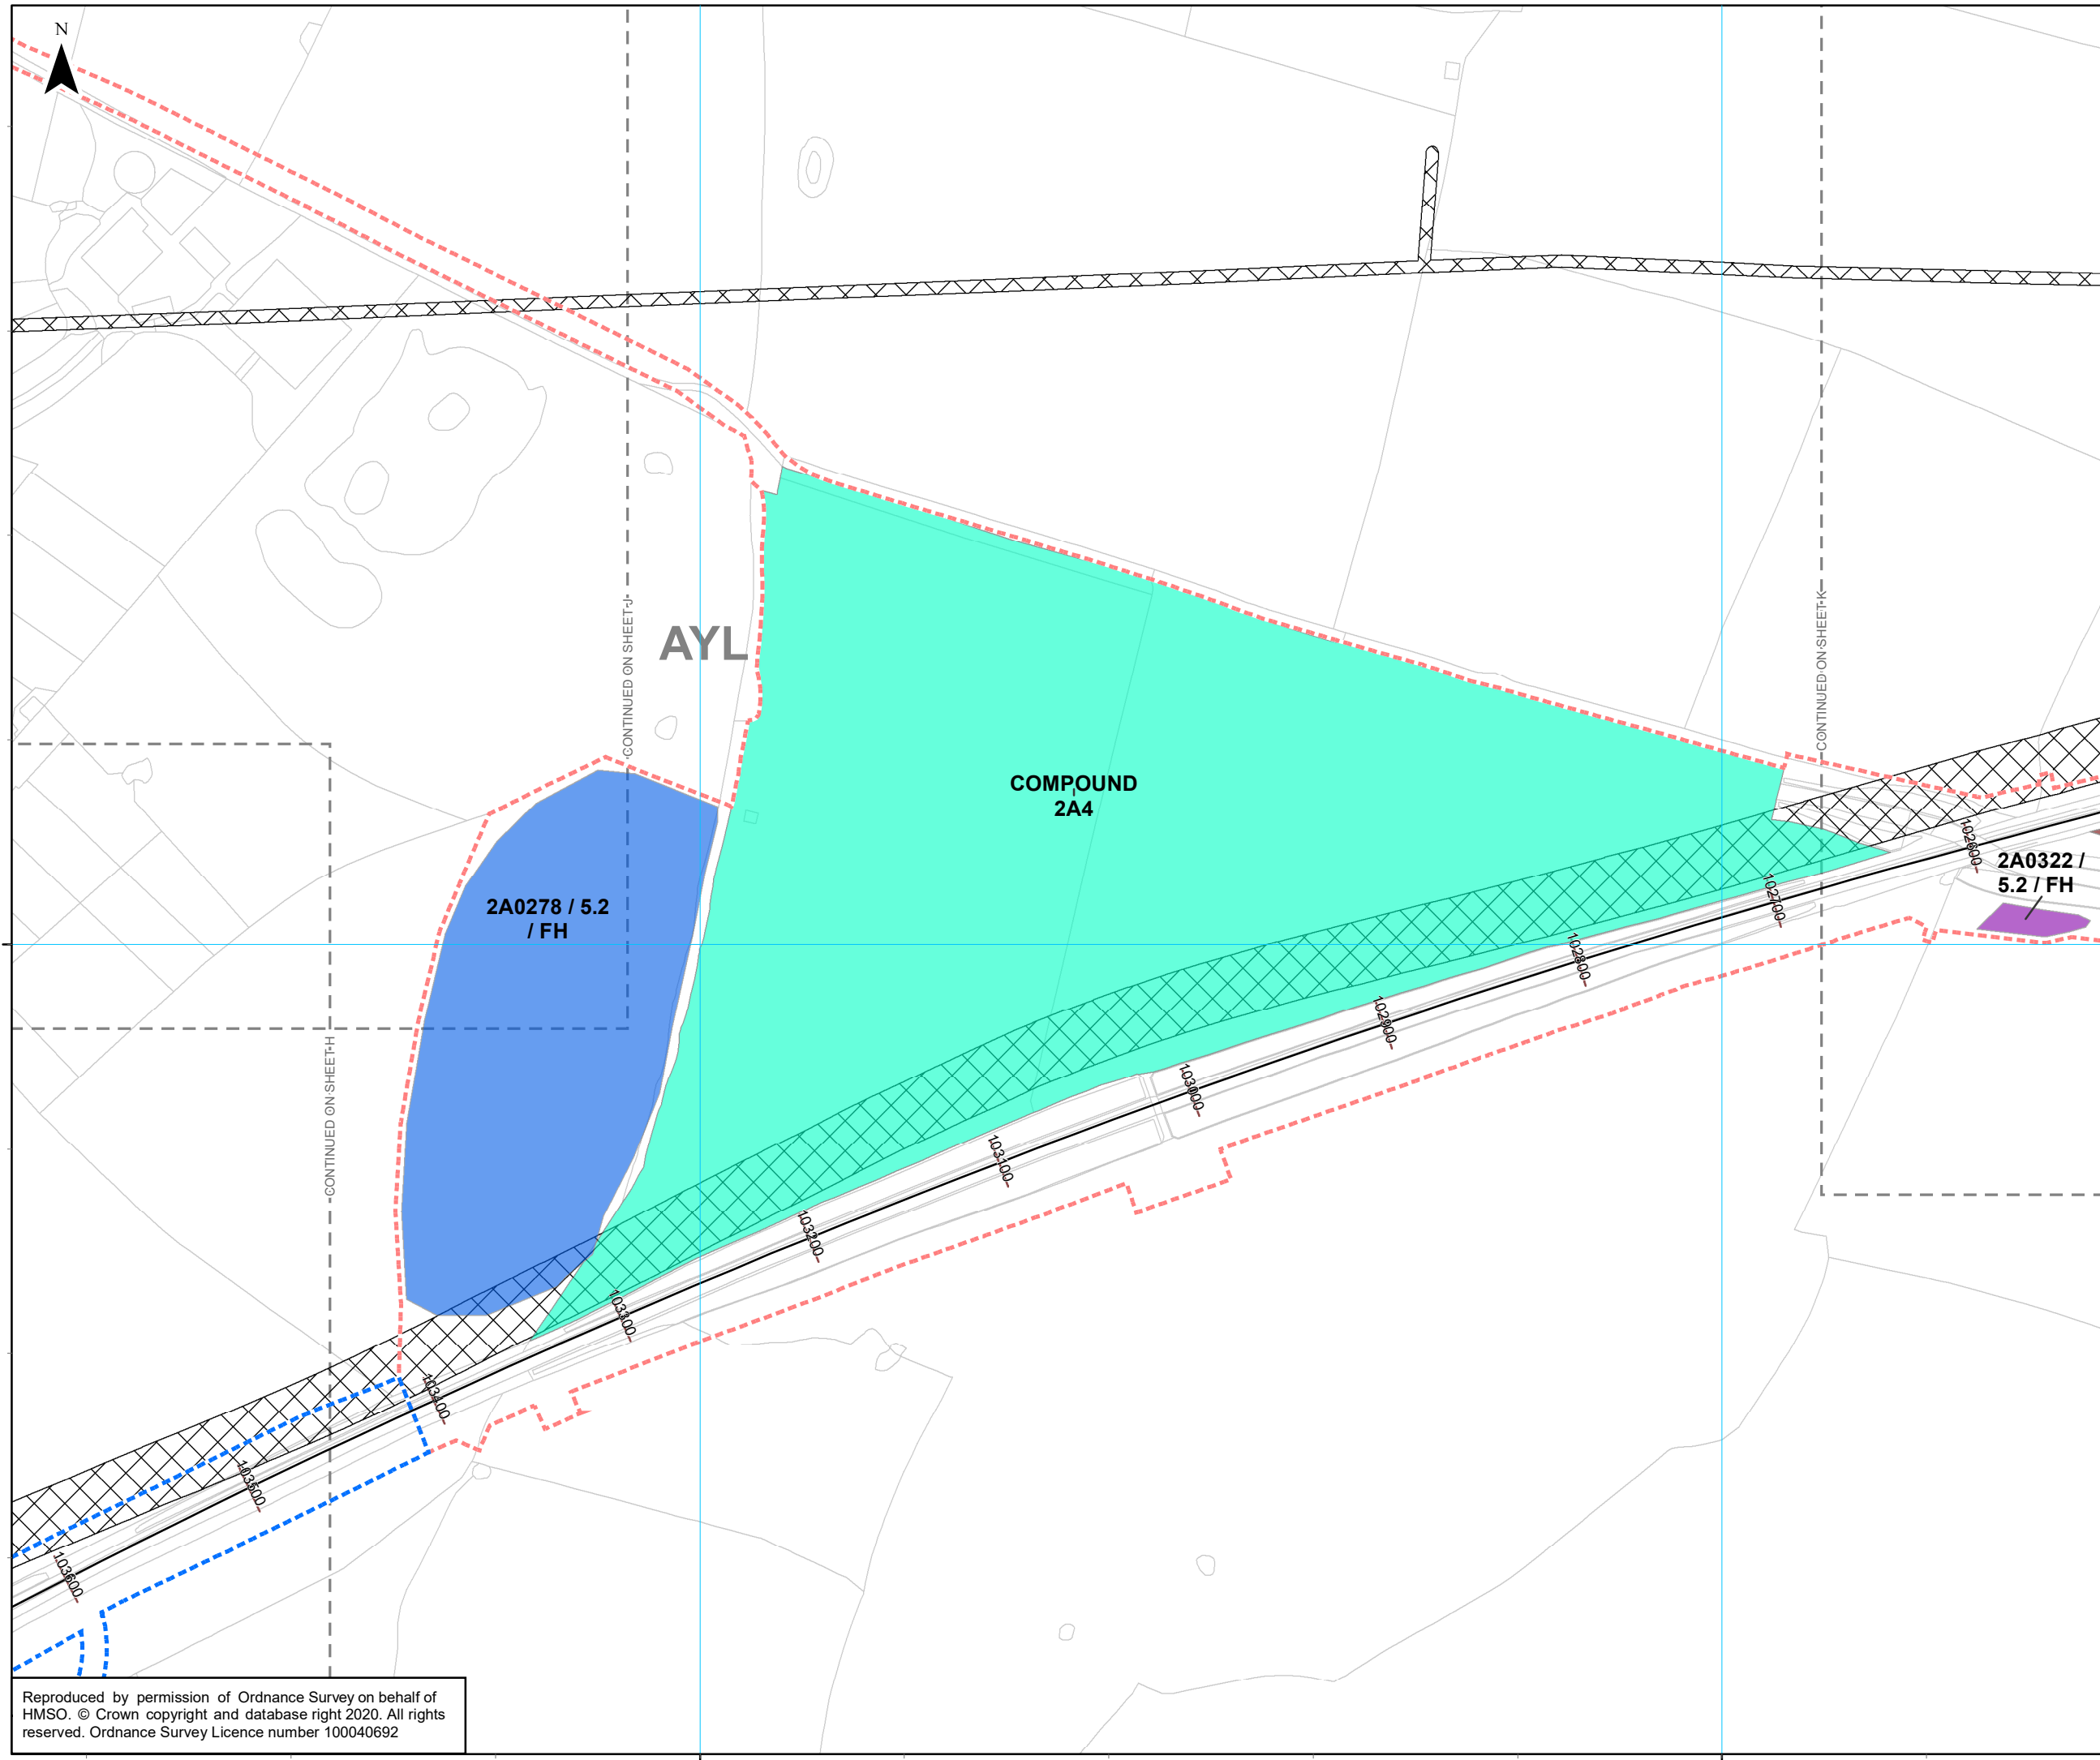 N
CONTINUED ON SHEET J
AYL
CONTINUED ON SHEET K
COMPOUND
2A4
2A0278 / 5.2
/ FH
2A0322 /
5.2 / FH
102600
102700
102800
102900
103000
103100
103200
103300
103400
103500
103600
CONTINUED ON SHEET H
Reproduced by permission of Ordnance Survey on behalf of
HMSO. © Crown copyright and database right 2020. All rights
reserved. Ordnance Survey Licence number 100040692